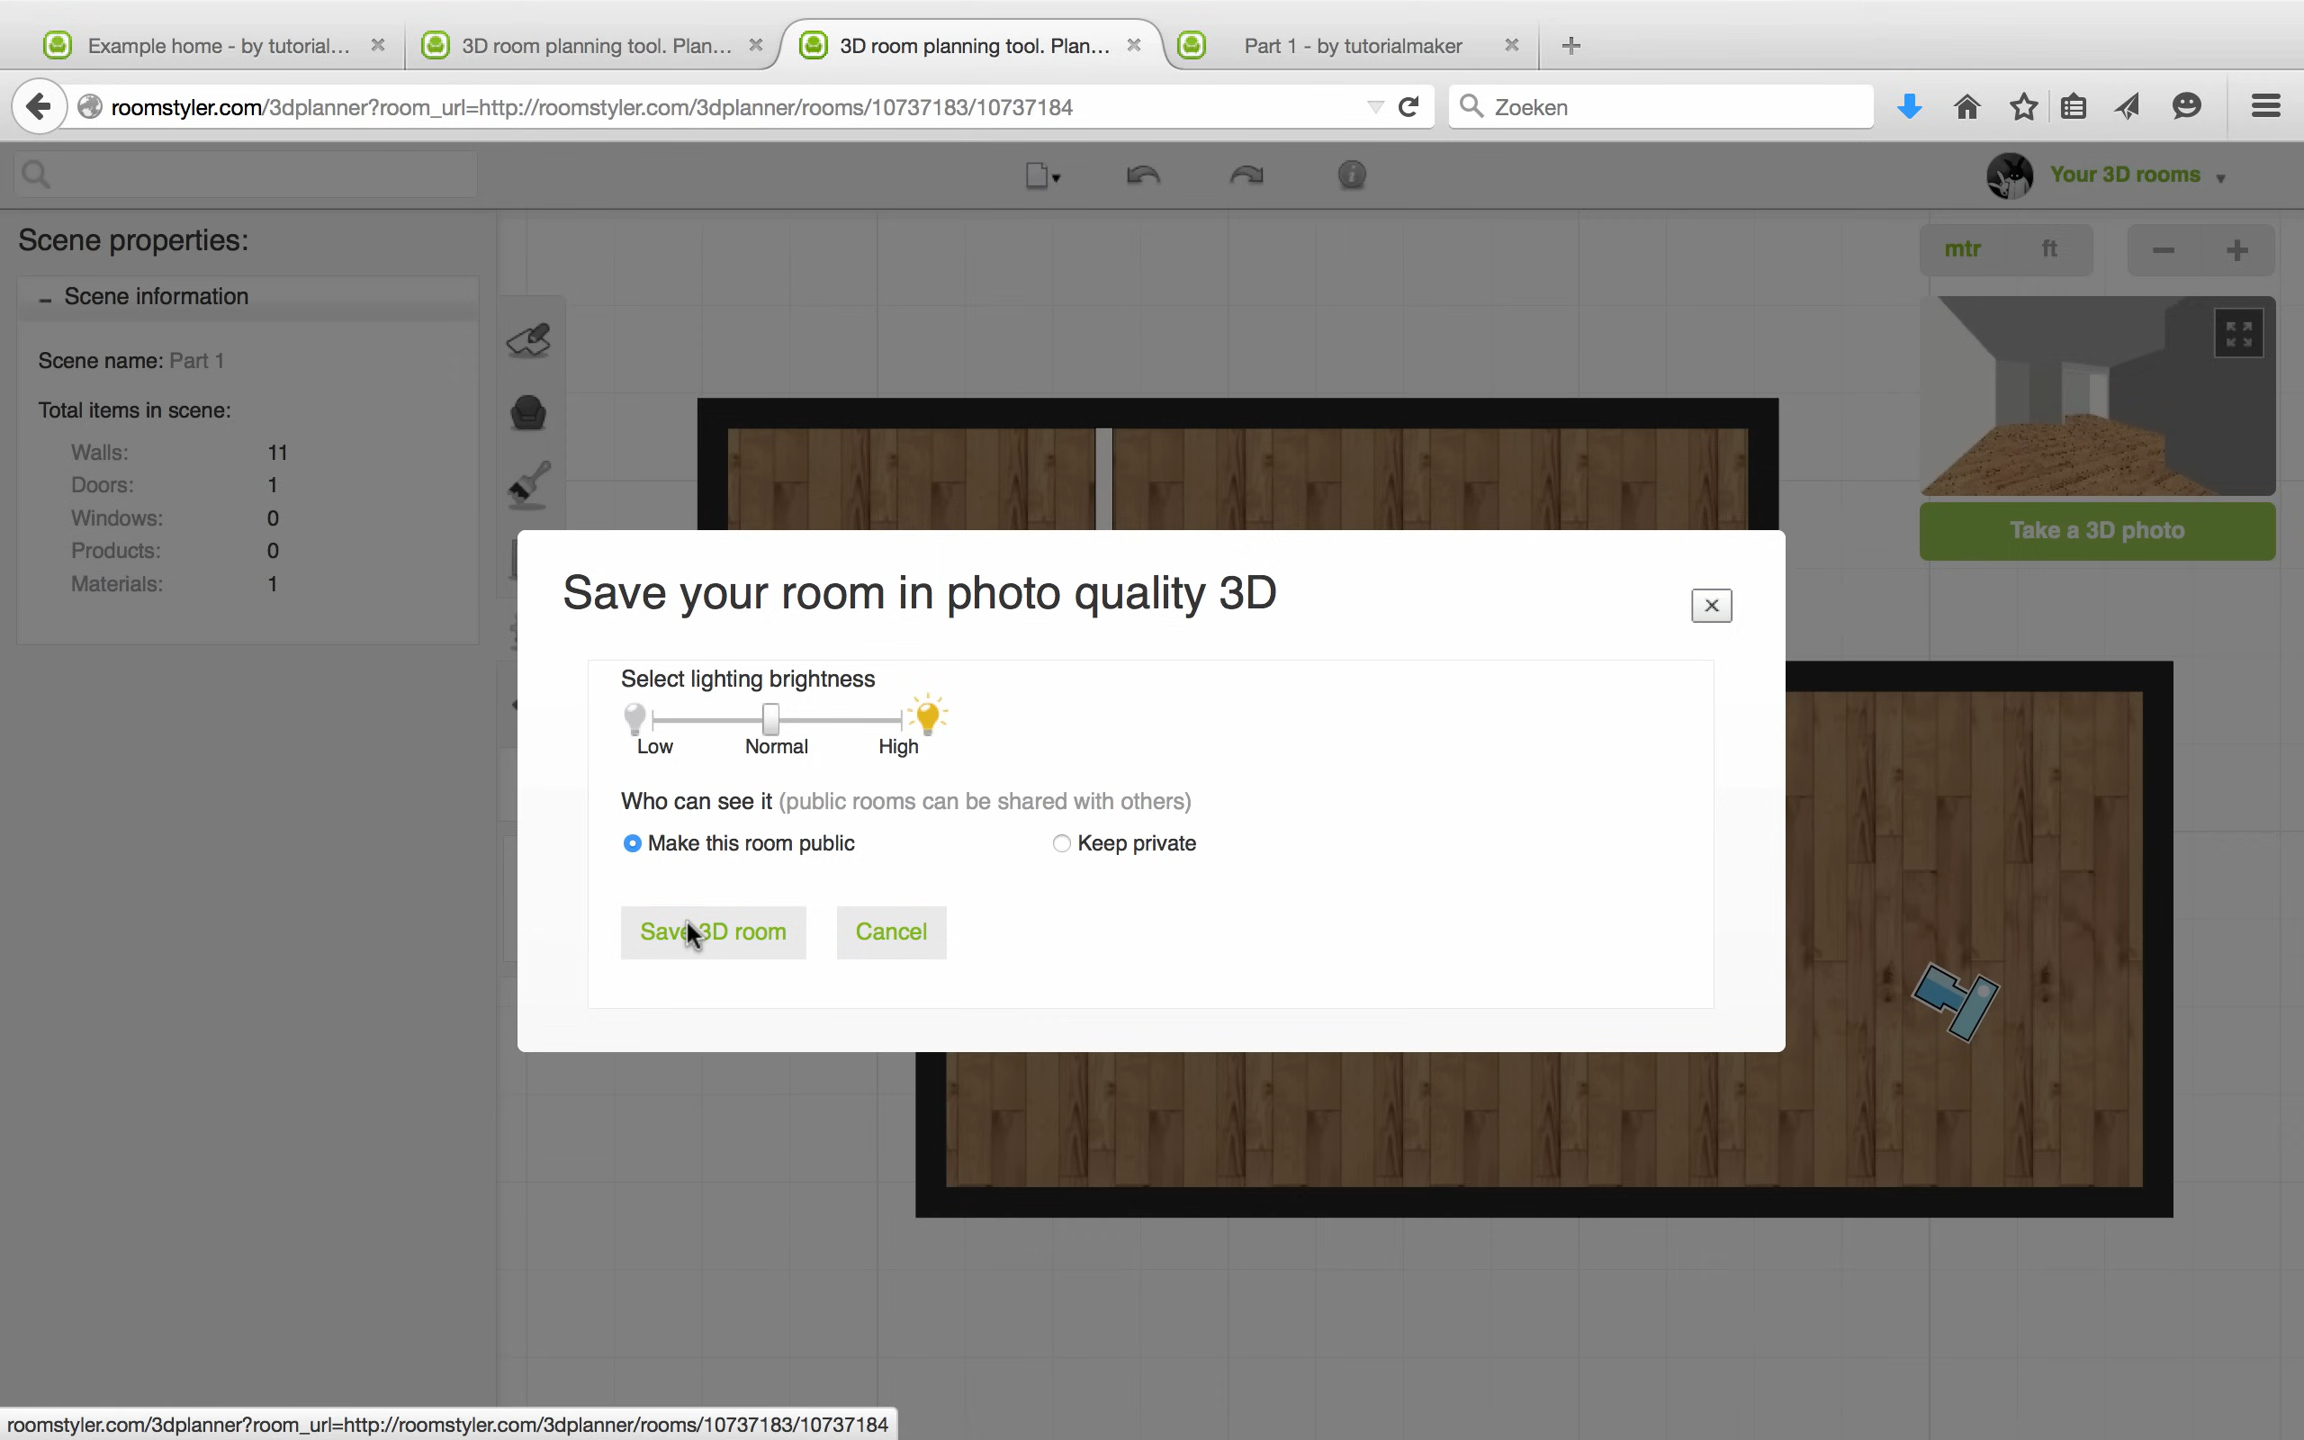 Example home - by tutorial...
3D room planning tool. Plan...
3D room planning tool. Plan...
Part 1 - by tutorialmaker
roomstyler.com/3dplanner?room_url=http://roomstyler.com/3dplanner/rooms/10737183/10737184
Zoeken
Your 3D rooms
Scene properties:
mtr ft
Scene information
Scene name: Part 1
Total items in scene:
Walls: 11
Doors: 1
Windows: 0
Products: 0
Materials: 1
Take a 3D photo
Save your room in photo quality 3D
Select lighting brightness
Low Normal High
Who can see it (public rooms can be shared with others)
Make this room public Keep private
Save 3D room Cancel
roomstyler.com/3dplanner?room_url=http://roomstyler.com/3dplanner/rooms/10737183/10737184